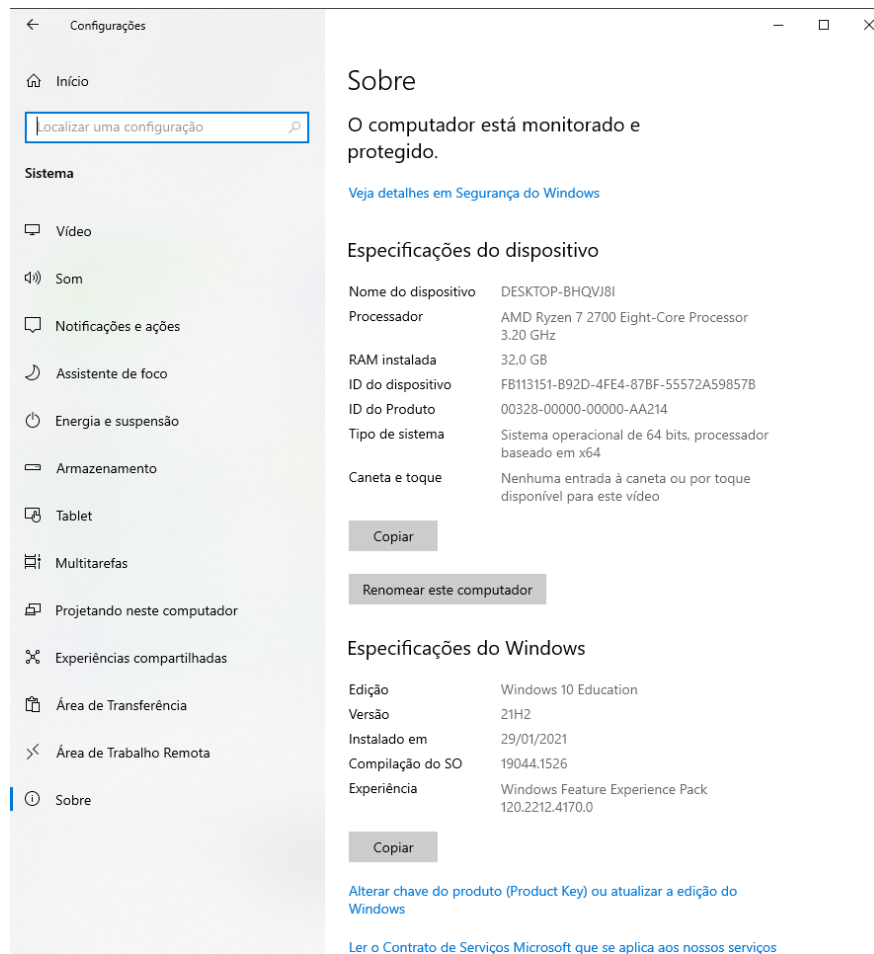 Configurações
Início
Localizar uma configuração
Sistema
Vídeo
Som
Notificações e ações
Assistente de foco
Energia e suspensão
Armazenamento
Tablet
Multitarefas
Projetando neste computador
Experiências compartilhadas
Área de Transferência
Área de Trabalho Remota
Sobre
Sobre
O computador está monitorado e
protegido.
Veja detalhes em Segurança do Windows
Especificações do dispositivo
Nome do dispositivo DESKTOP-BHQVJ8I
Processador AMD Ryzen 7 2700 Eight-Core Processor
3.20 GHz
RAM instalada 32,0 GB
ID do dispositivo FB113151-B92D-4FE4-87BF-55572A59857B
ID do Produto 00328-00000-00000-AA214
Tipo de sistema Sistema operacional de 64 bits, processador
baseado em x64
Caneta e toque Nenhuma entrada à caneta ou por toque
disponível para este vídeo
Copiar
Renomear este computador
Especificações do Windows
Edição Windows 10 Education
Versão 21H2
Instalado em 29/01/2021
Compilação do SO 19044.1526
Experiência Windows Feature Experience Pack
120.2212.4170.0
Copiar
Alterar chave do produto (Product Key) ou atualizar a edição do
Windows
Ler o Contrato de Serviços Microsoft que se aplica aos nossos serviços